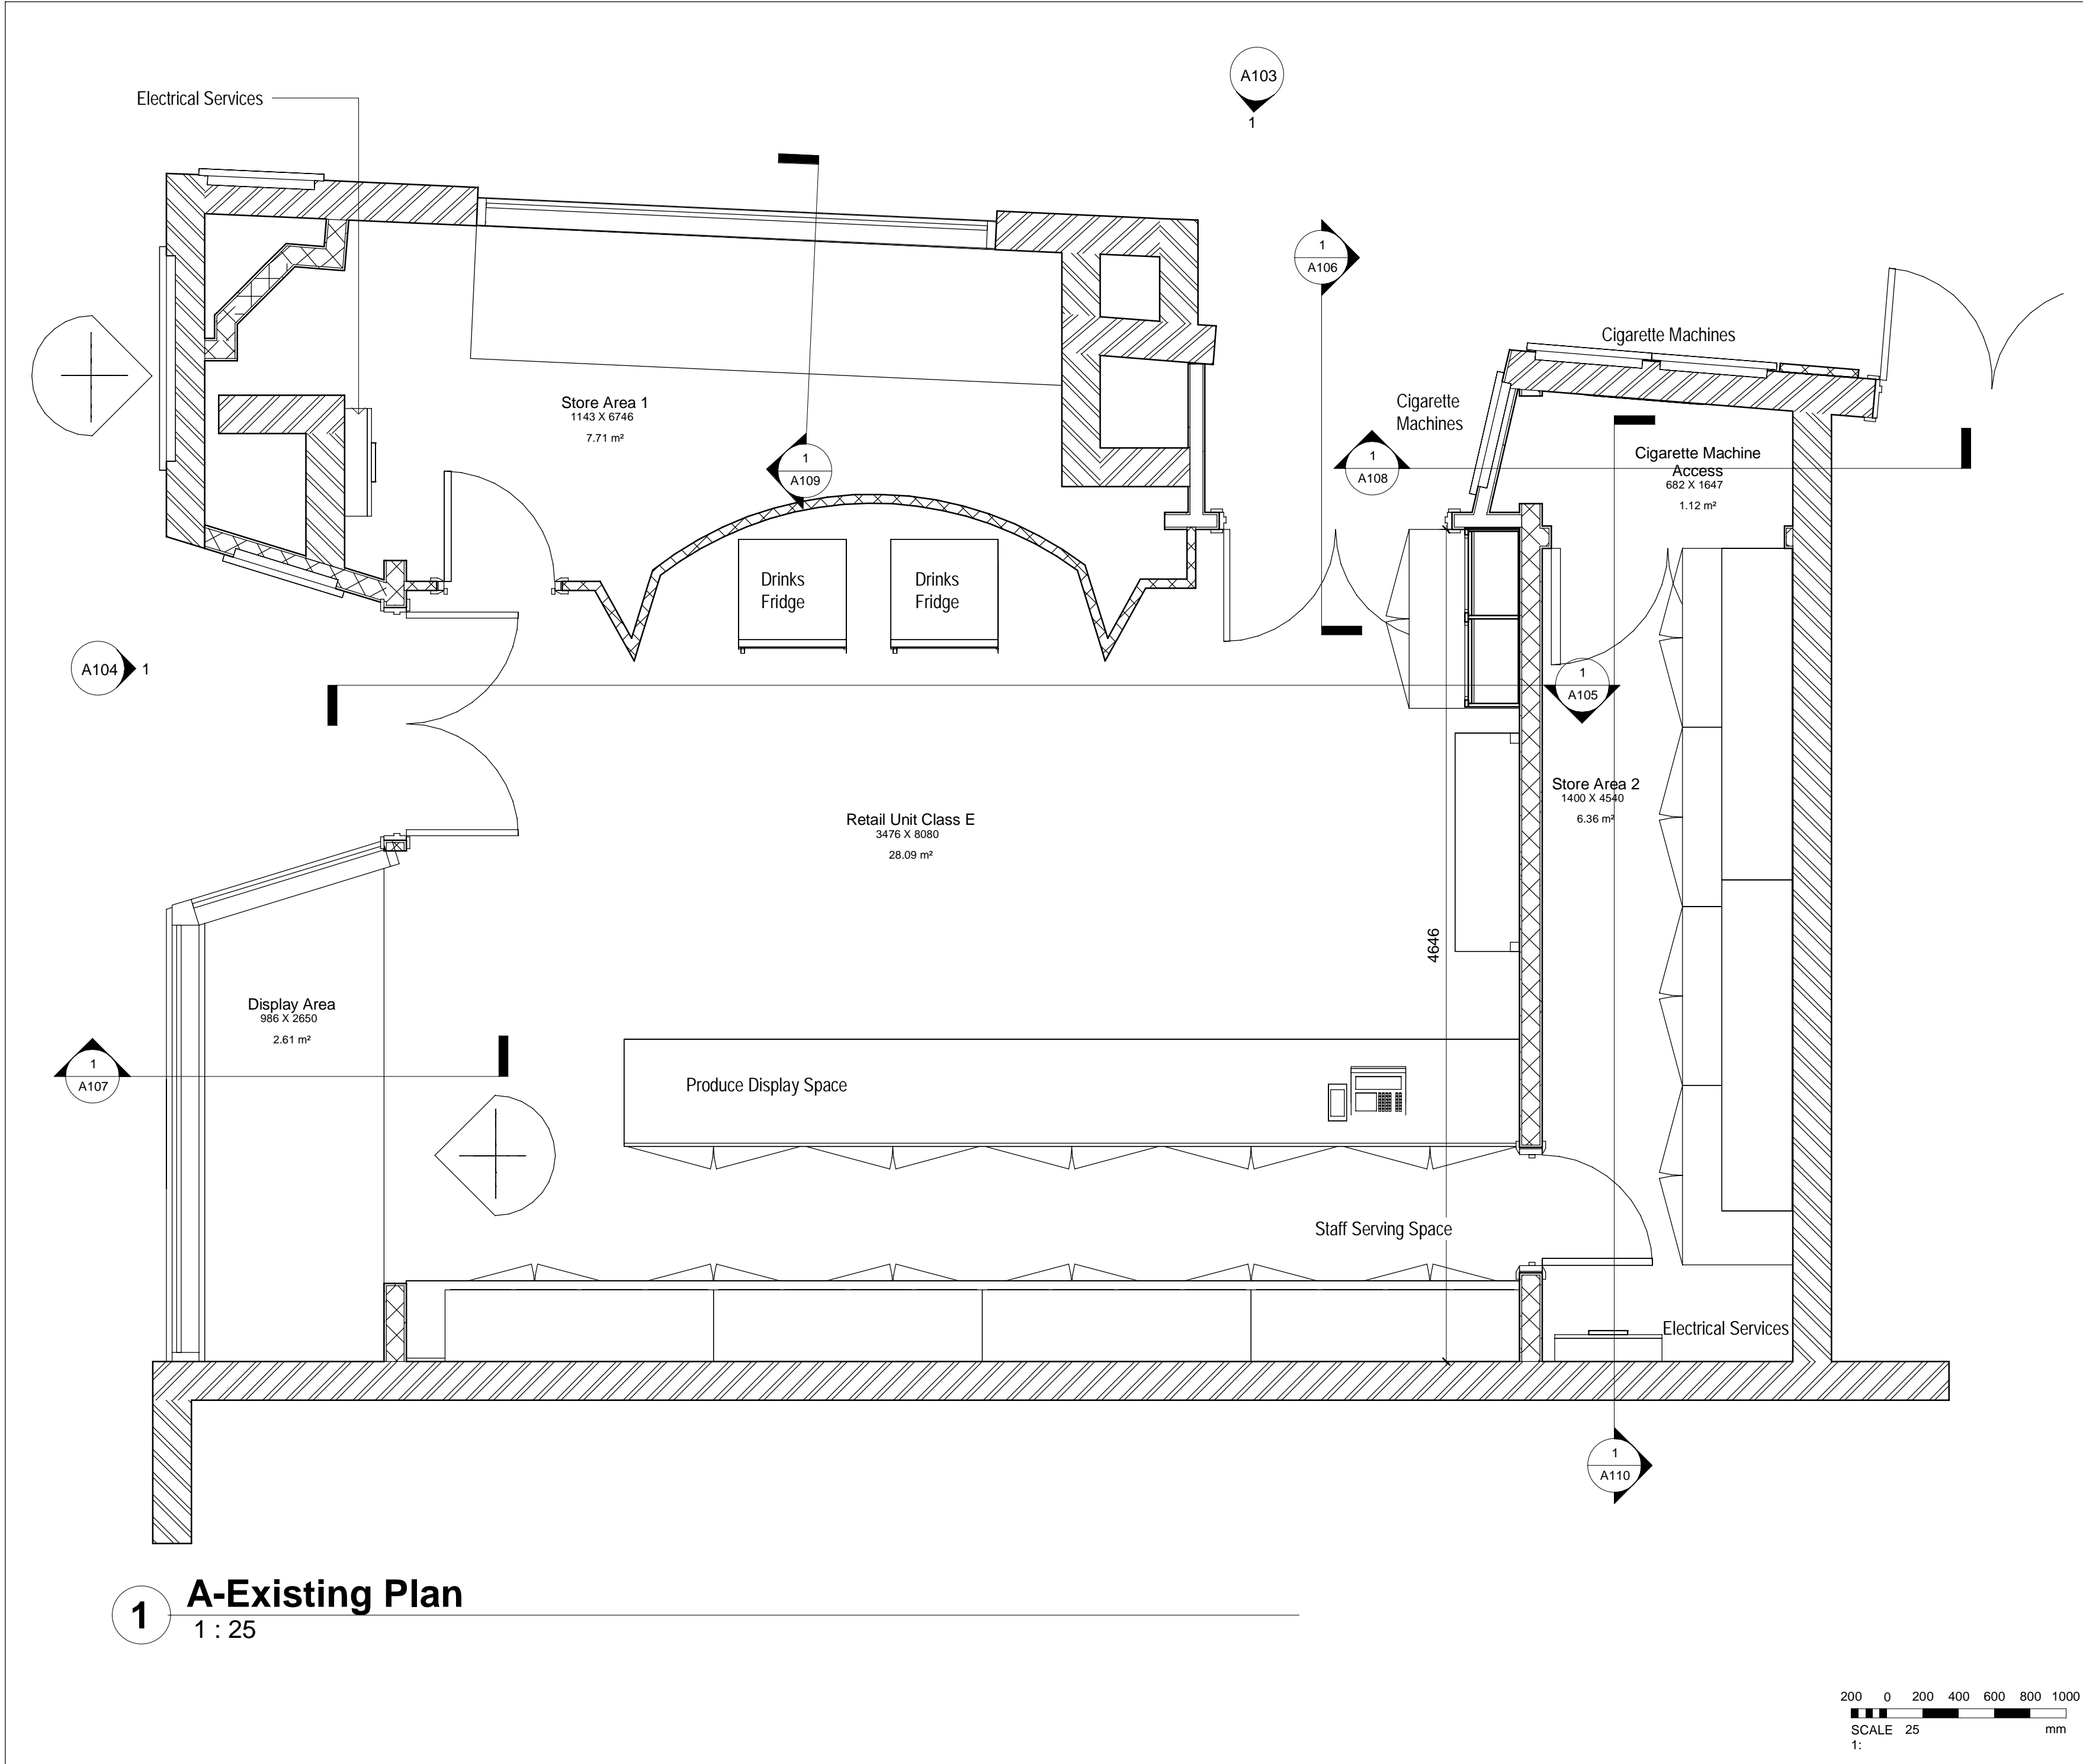 A103
1
Electrical Services
1
A106
Cigarette Machines
Store Area 1
1143 X 6746
7.71 m²
Cigarette
Machines
1
A109
1
A108
Cigarette Machine
Access
682 X 1647
1.12 m²
Drinks
Fridge
Drinks
Fridge
A104
1
1
A105
Store Area 2
1400 X 4540
6.36 m²
Retail Unit Class E
3476 X 8080
28.09 m²
4646
Display Area
986 X 2650
2.61 m²
1
A107
Produce Display Space
Staff Serving Space
Electrical Services
1
A110
1
A-Existing Plan
1 : 25
200 0 200 400 600 800 1000
SCALE 25 mm
1: